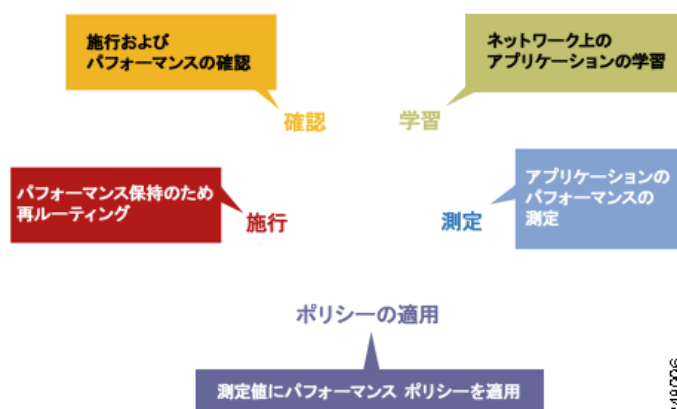 施行および
パフォーマンスの確認
ネットワーク上の
アプリケーションの学習
確認
学習
パフォーマンス保持のため
再ルーティング
施行
測定
アプリケーションの
パフォーマンスの
測定
ポリシーの適用
測定値にパフォーマンス ポリシーを適用